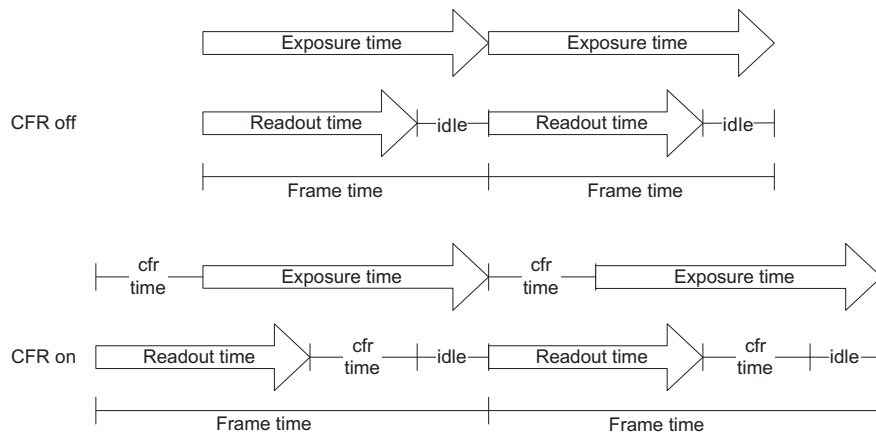 Exposure time Exposure time
CFR off Readout time idle Readout time idle
Frame time Frame time
cfr time Exposure time cfr time Exposure time
CFR on Readout time cfr time idle Readout time cfr time idle
Frame time Frame time